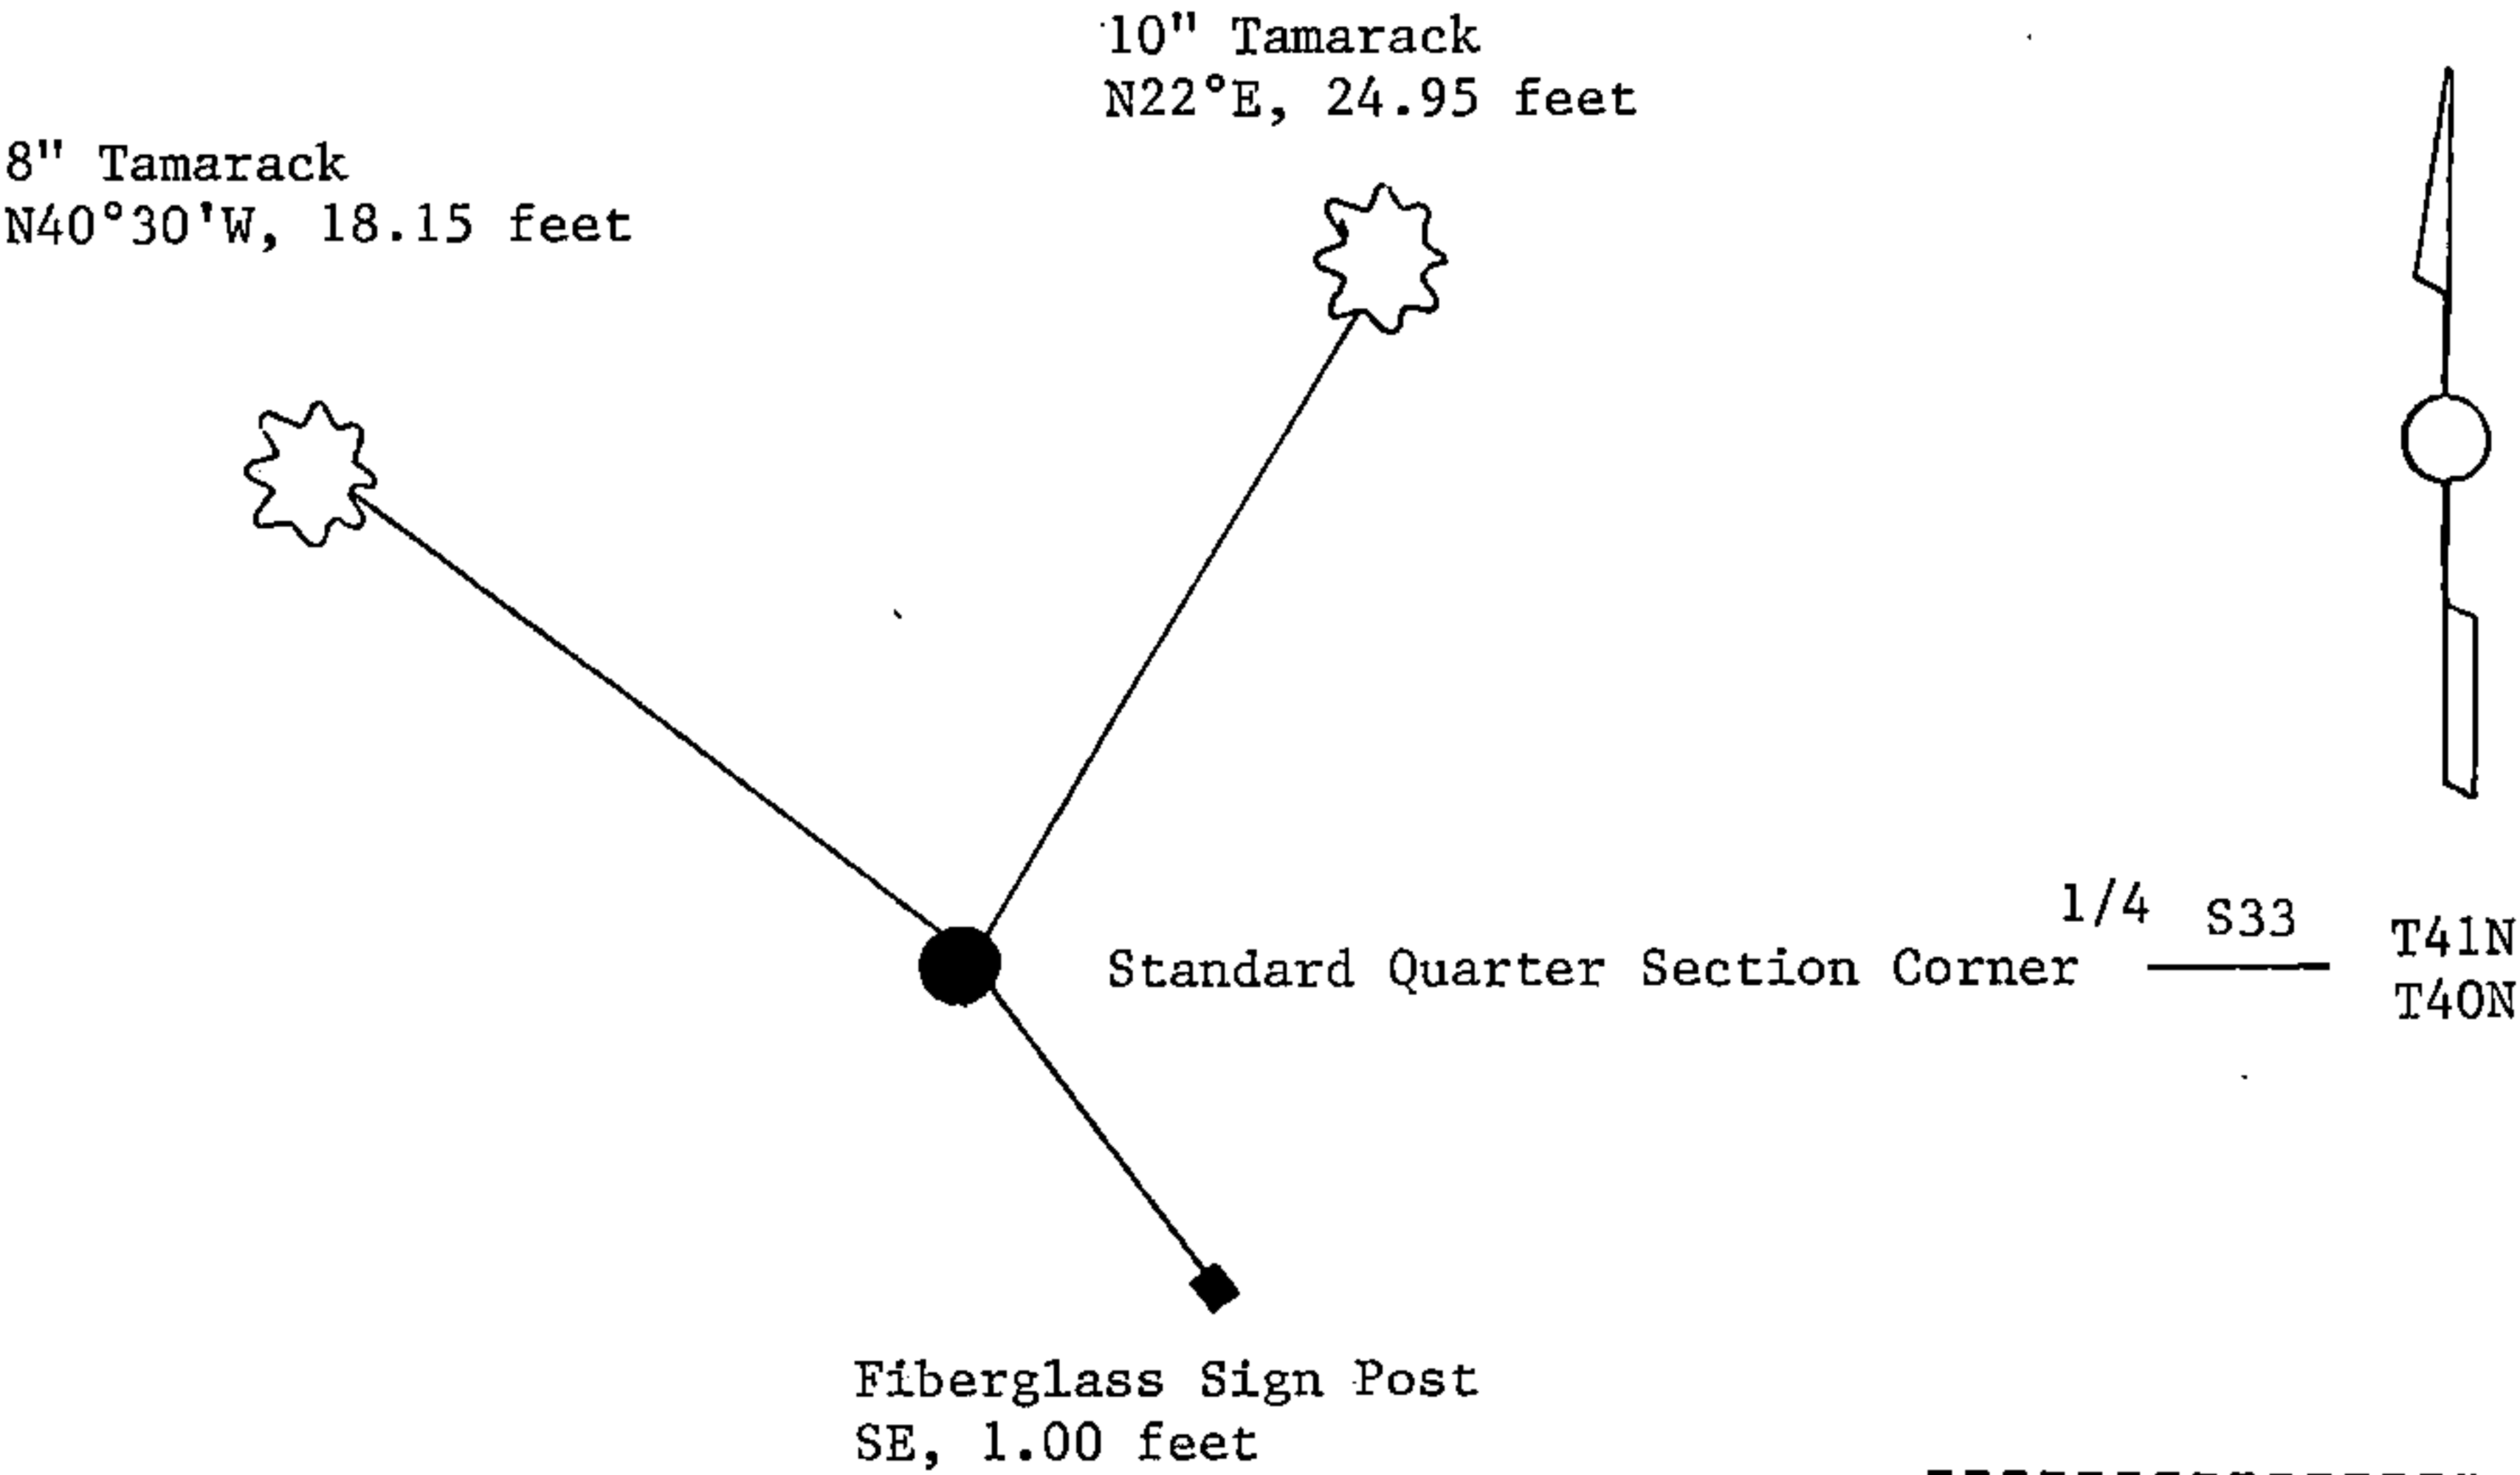 10" Tamarack
N22°E, 24.95 feet
8" Tamarack
N40°30'W, 18.15 feet
1/4 S33 T41N
Standard Quarter Section Corner
T40N
Fiberglass Sign Post
SE, 1.00 feet